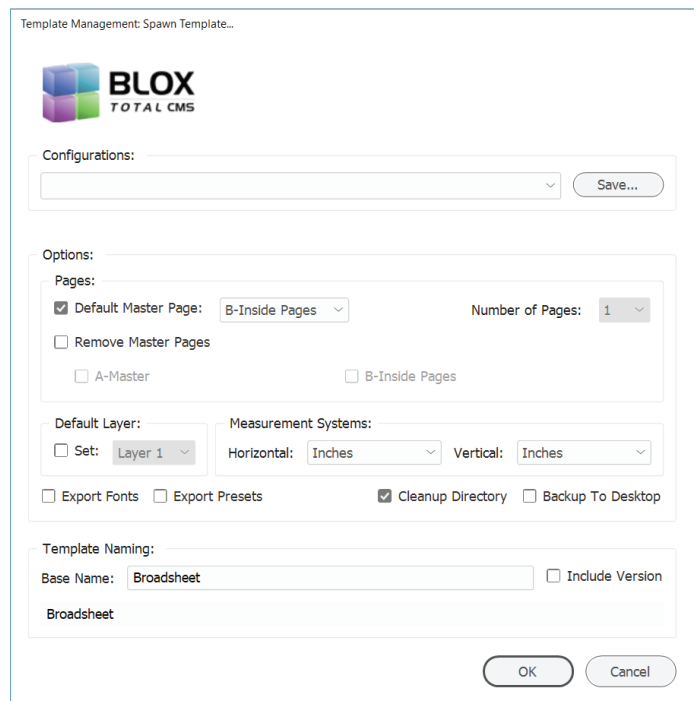 Template Management: Spawn Template...
BLOX
TOTAL CMS
Configurations:
Save...
Options:
Pages:
Default Master Page: B-Inside Pages Number of Pages: 1
Remove Master Pages
A-Master B-Inside Pages
Default Layer: Measurement Systems:
Set: Layer 1 Horizontal: Inches Vertical: Inches
Export Fonts Export Presets Cleanup Directory Backup To Desktop
Template Naming:
Base Name: Broadsheet Include Version
Broadsheet
OK Cancel